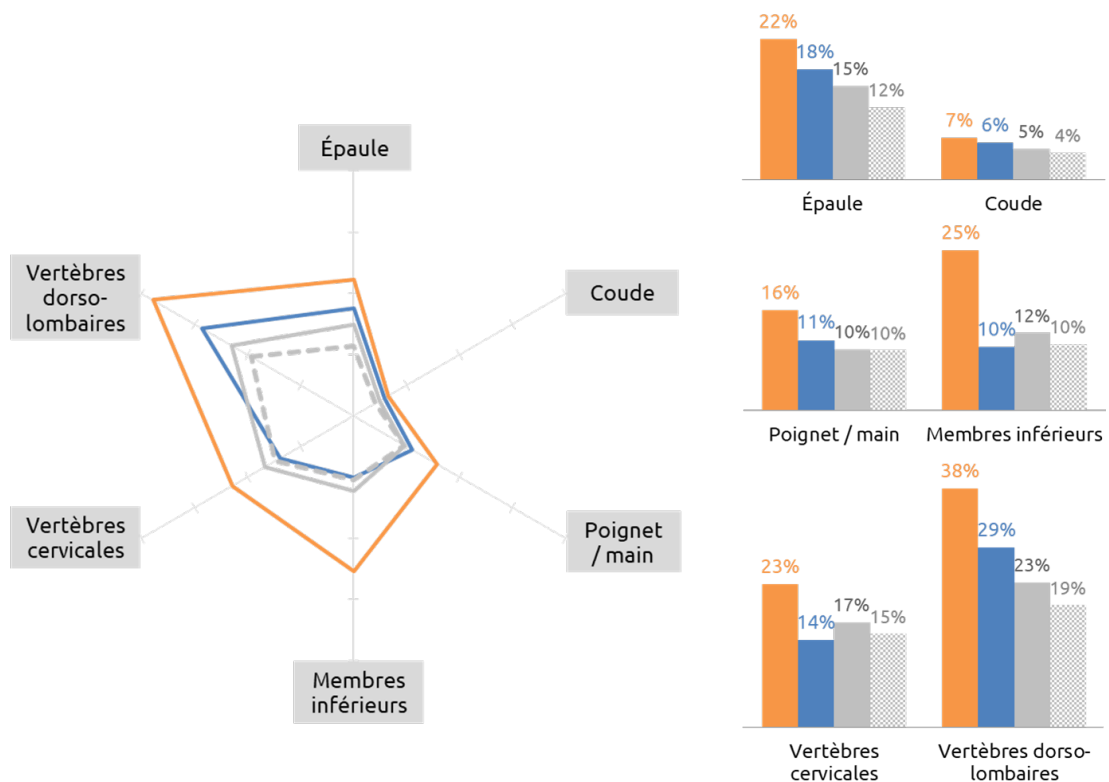 Épaule
Vertèbres
dorso-
lombaires
Coude
Vertèbres
cervicales
Poignet
/ main
Membres
inférieurs
22%
18%
15%
12%
Épaule
7%
6%
5%
4%
Coude
16%
11%
10%
10%
Poignet / main
25%
10%
12%
10%
Membres inférieurs
23%
14%
17%
15%
Vertèbres
cervicales
38%
29%
23%
19%
Vertèbres dorso-
lombaires